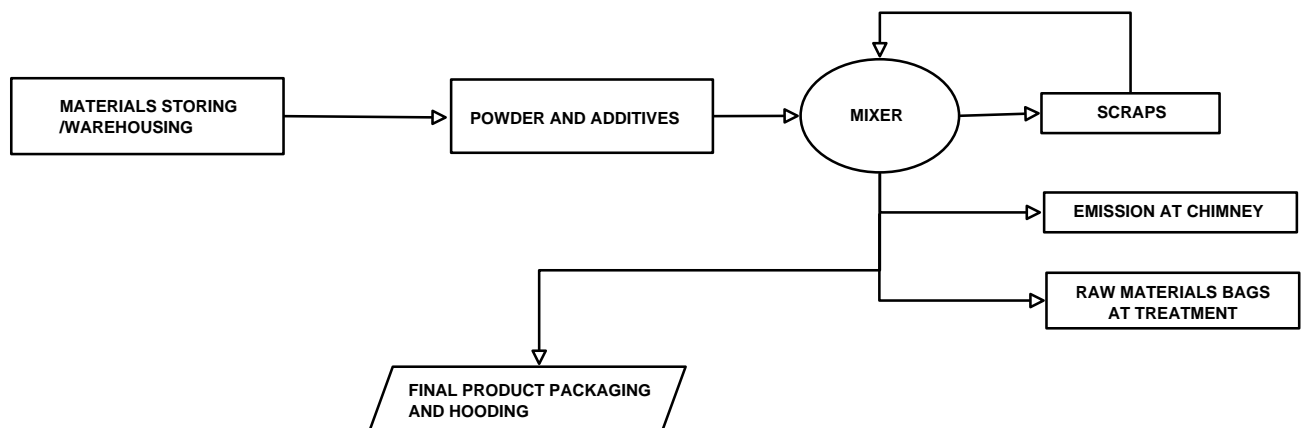 MATERIALS STORING
/WAREHOUSING
POWDER AND ADDITIVES
MIXER
SCRAPS
EMISSION AT CHIMNEY
RAW MATERIALS BAGS
AT TREATMENT
FINAL PRODUCT PACKAGING
AND HOODING